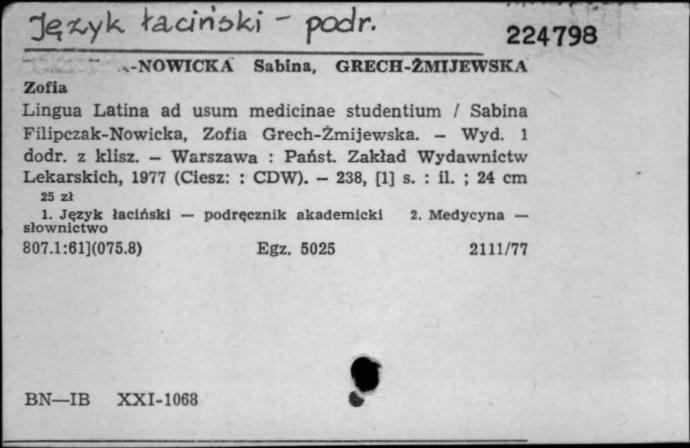 Język łaciński - podr.
224798
-NOWICKA Sabina, GRECH-ŻMIJEWSKA
Zofia
Lingua Latina ad usum medicinae studentium / Sabina
Filipczak-Nowicka, Zofia Grech-Żmijewska. — Wyd. 1
dodr. z klisz. — Warszawa : Państ. Zakład Wydawnictw
Lekarskich, 1977 (Ciesz: : CDW). — 238, [1] s. : il. ; 24 cm
25 zł
1. Język łaciński — podręcznik akademicki 2. Medycyna —
słownictwo
807.1:61](075.8) Egz. 5025 2111/77
BN—IB XXI-1068